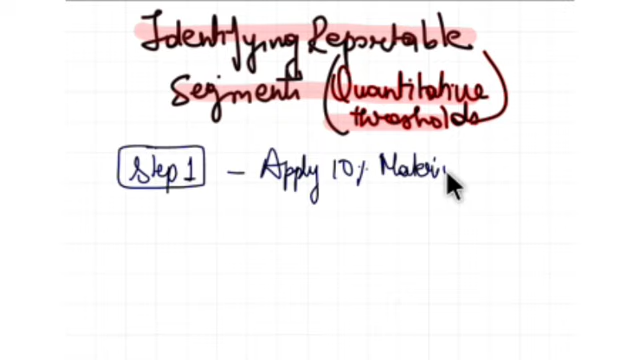 Identifying Reportable
Segments (Quantitative
thresholds)
Step 1 - Apply 10% Materi